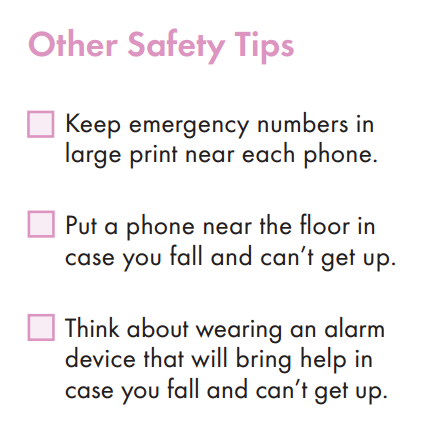 Other Safety Tips
Keep emergency numbers in
large print near each phone.
Put a phone near the floor in
case you fall and can’t get up.
Think about wearing an alarm
device that will bring help in
case you fall and can’t get up.